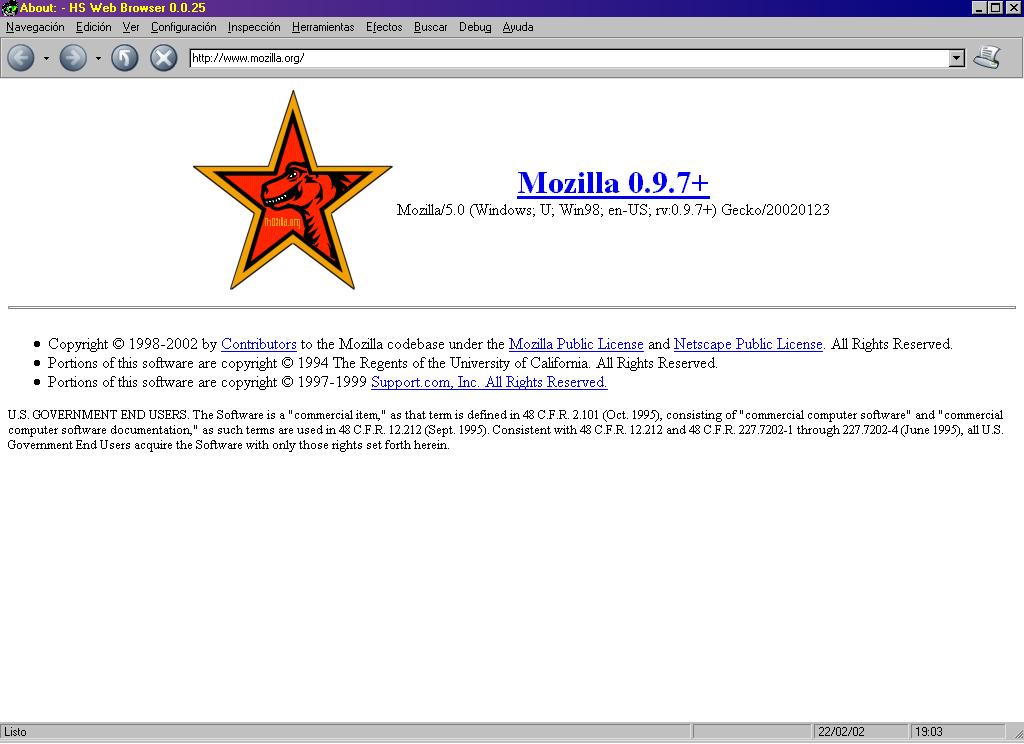 About: - HS Web Browser 0.0.25
Navegación Edición Ver Configuración Inspección Herramientas Efectos Buscar Debug Ayuda
http://www.mozilla.org/
mozilla.org
Mozilla 0.9.7+
Mozilla/5.0 (Windows; U; Win98; en-US; rv:0.9.7+) Gecko/20020123
• Copyright © 1998-2002 by Contributors to the Mozilla codebase under the Mozilla Public License and Netscape Public License. All Rights Reserved.
• Portions of this software are copyright © 1994 The Regents of the University of California. All Rights Reserved.
• Portions of this software are copyright © 1997-1999 Support.com, Inc. All Rights Reserved.
U.S. GOVERNMENT END USERS. The Software is a "commercial item," as that term is defined in 48 C.F.R. 2.101 (Oct. 1995), consisting of "commercial computer software" and "commercial
computer software documentation," as such terms are used in 48 C.F.R. 12.212 (Sept. 1995). Consistent with 48 C.F.R. 12.212 and 48 C.F.R. 227.7202-1 through 227.7202-4 (June 1995), all U.S.
Government End Users acquire the Software with only those rights set forth herein.
Listo 22/02/02 19:03